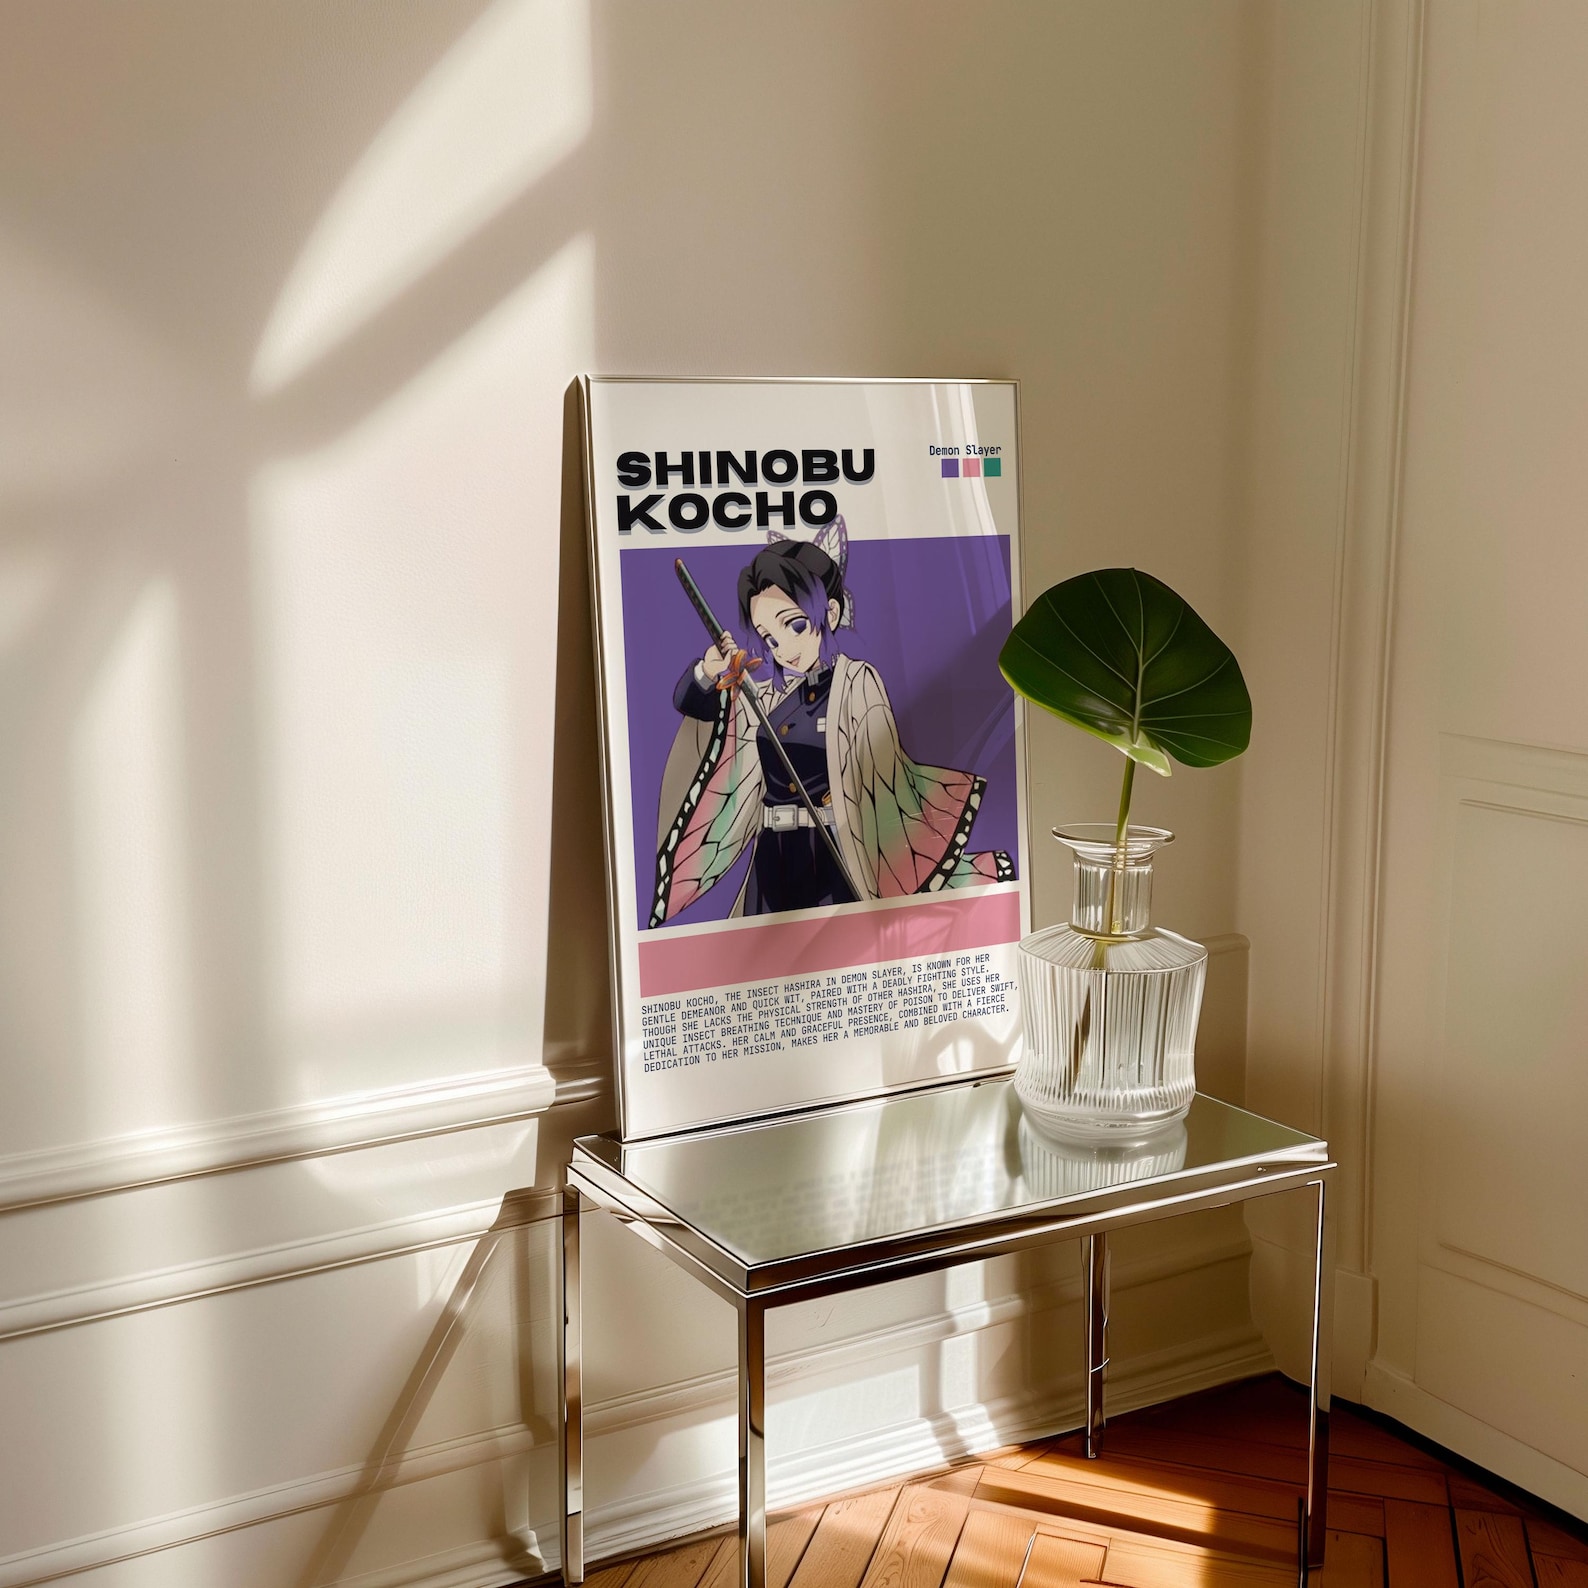 SHINOBU
KOCHO
Demon Slayer
SHINOBU KOCHO, THE INSECT HASHIRA IN DEMON SLAYER, IS KNOWN FOR HER
GENTLE DEMEANOR AND QUICK WIT, PAIRED WITH A DEADLY FIGHTING STYLE.
THOUGH SHE LACKS THE PHYSICAL STRENGTH OF OTHER HASHIRA, SHE USES HER
UNIQUE INSECT BREATHING TECHNIQUE AND MASTERY OF POISON TO DELIVER SWIFT,
LETHAL ATTACKS. HER CALM AND GRACEFUL PRESENCE, COMBINED WITH A FIERCE
DEDICATION TO HER MISSION, MAKES HER A MEMORABLE AND BELOVED CHARACTER.